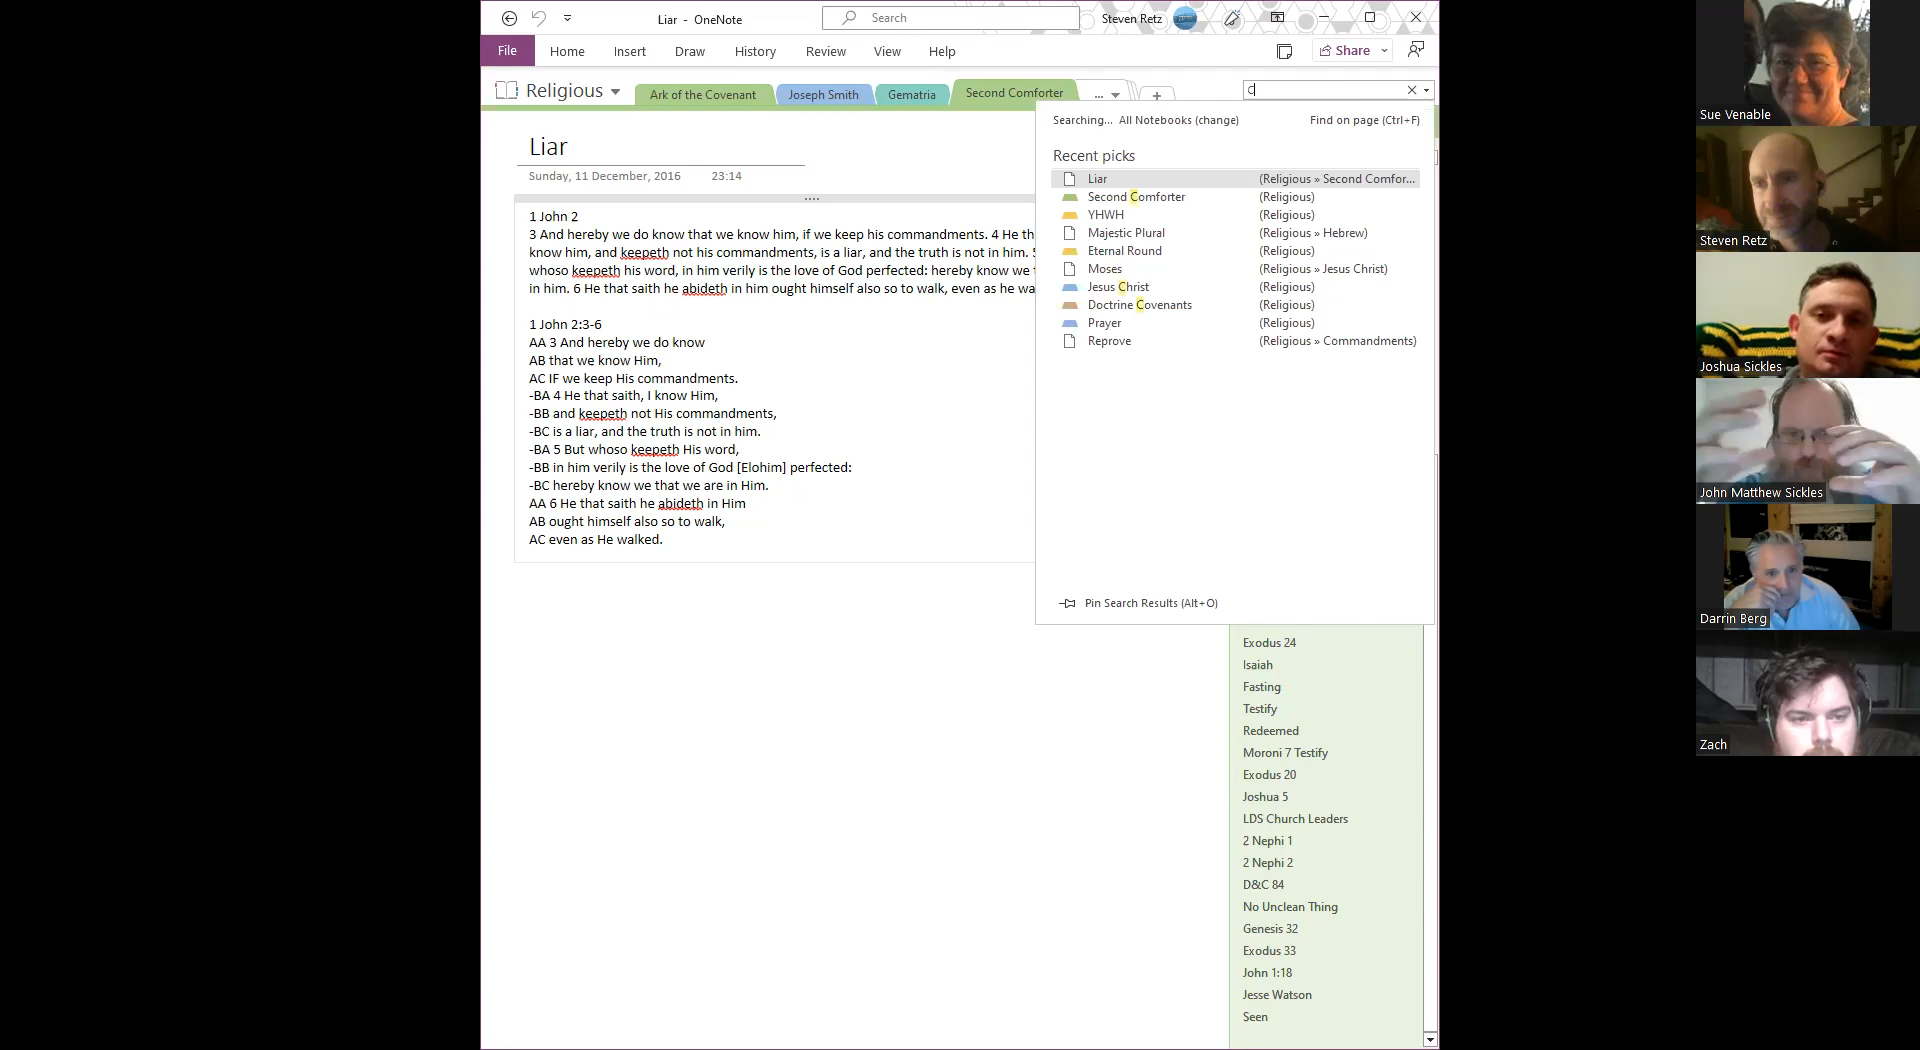 Liar - OneNote
Search
Steven Retz
File
Home
Insert
Draw
History
Review
View
Help
Share
Religious
Ark of the Covenant
Joseph Smith
Gematria
Second Comforter
...
+
C
Searching... All Notebooks (change)
Find on page (Ctrl+F)
Recent picks
Liar (Religious » Second Comfor...
Second Comforter (Religious)
YHWH (Religious)
Majestic Plural (Religious » Hebrew)
Eternal Round (Religious)
Moses (Religious » Jesus Christ)
Jesus Christ (Religious)
Doctrine Covenants (Religious)
Prayer (Religious)
Reprove (Religious » Commandments)
Pin Search Results (Alt+O)
Liar
Sunday, 11 December, 2016 23:14
1 John 2
3 And hereby we do know that we know him, if we keep his commandments. 4 He th
know him, and keepeth not his commandments, is a liar, and the truth is not in him. 5
whoso keepeth his word, in him verily is the love of God perfected: hereby know we
in him. 6 He that saith he abideth in him ought himself also so to walk, even as he wa
1 John 2:3-6
AA 3 And hereby we do know
AB that we know Him,
AC IF we keep His commandments.
-BA 4 He that saith, I know Him,
-BB and keepeth not His commandments,
-BC is a liar, and the truth is not in him.
-BA 5 But whoso keepeth His word,
-BB in him verily is the love of God [Elohim] perfected:
-BC hereby know we that we are in Him.
AA 6 He that saith he abideth in Him
AB ought himself also so to walk,
AC even as He walked.
Exodus 24
Isaiah
Fasting
Testify
Redeemed
Moroni 7 Testify
Exodus 20
Joshua 5
LDS Church Leaders
2 Nephi 1
2 Nephi 2
D&C 84
No Unclean Thing
Genesis 32
Exodus 33
John 1:18
Jesse Watson
Seen
Sue Venable
Steven Retz
Joshua Sickles
John Matthew Sickles
Darrin Berg
Zach